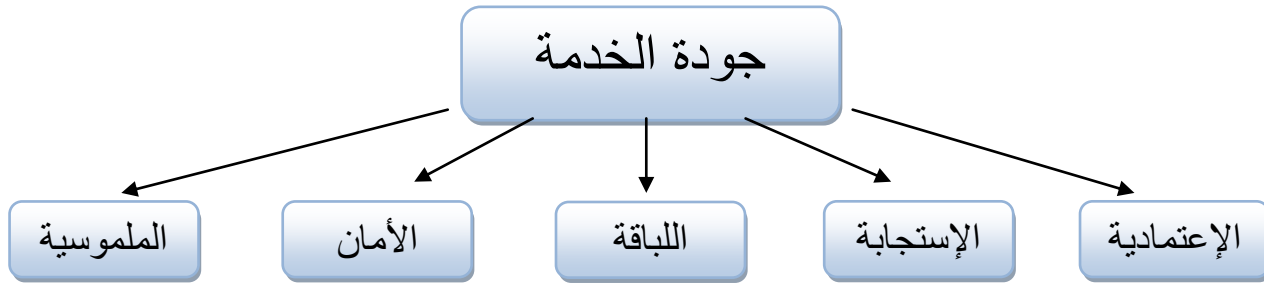 جودة الخدمة
الإعتمادية
الإستجابة
اللباقة
الأمان
الملموسية